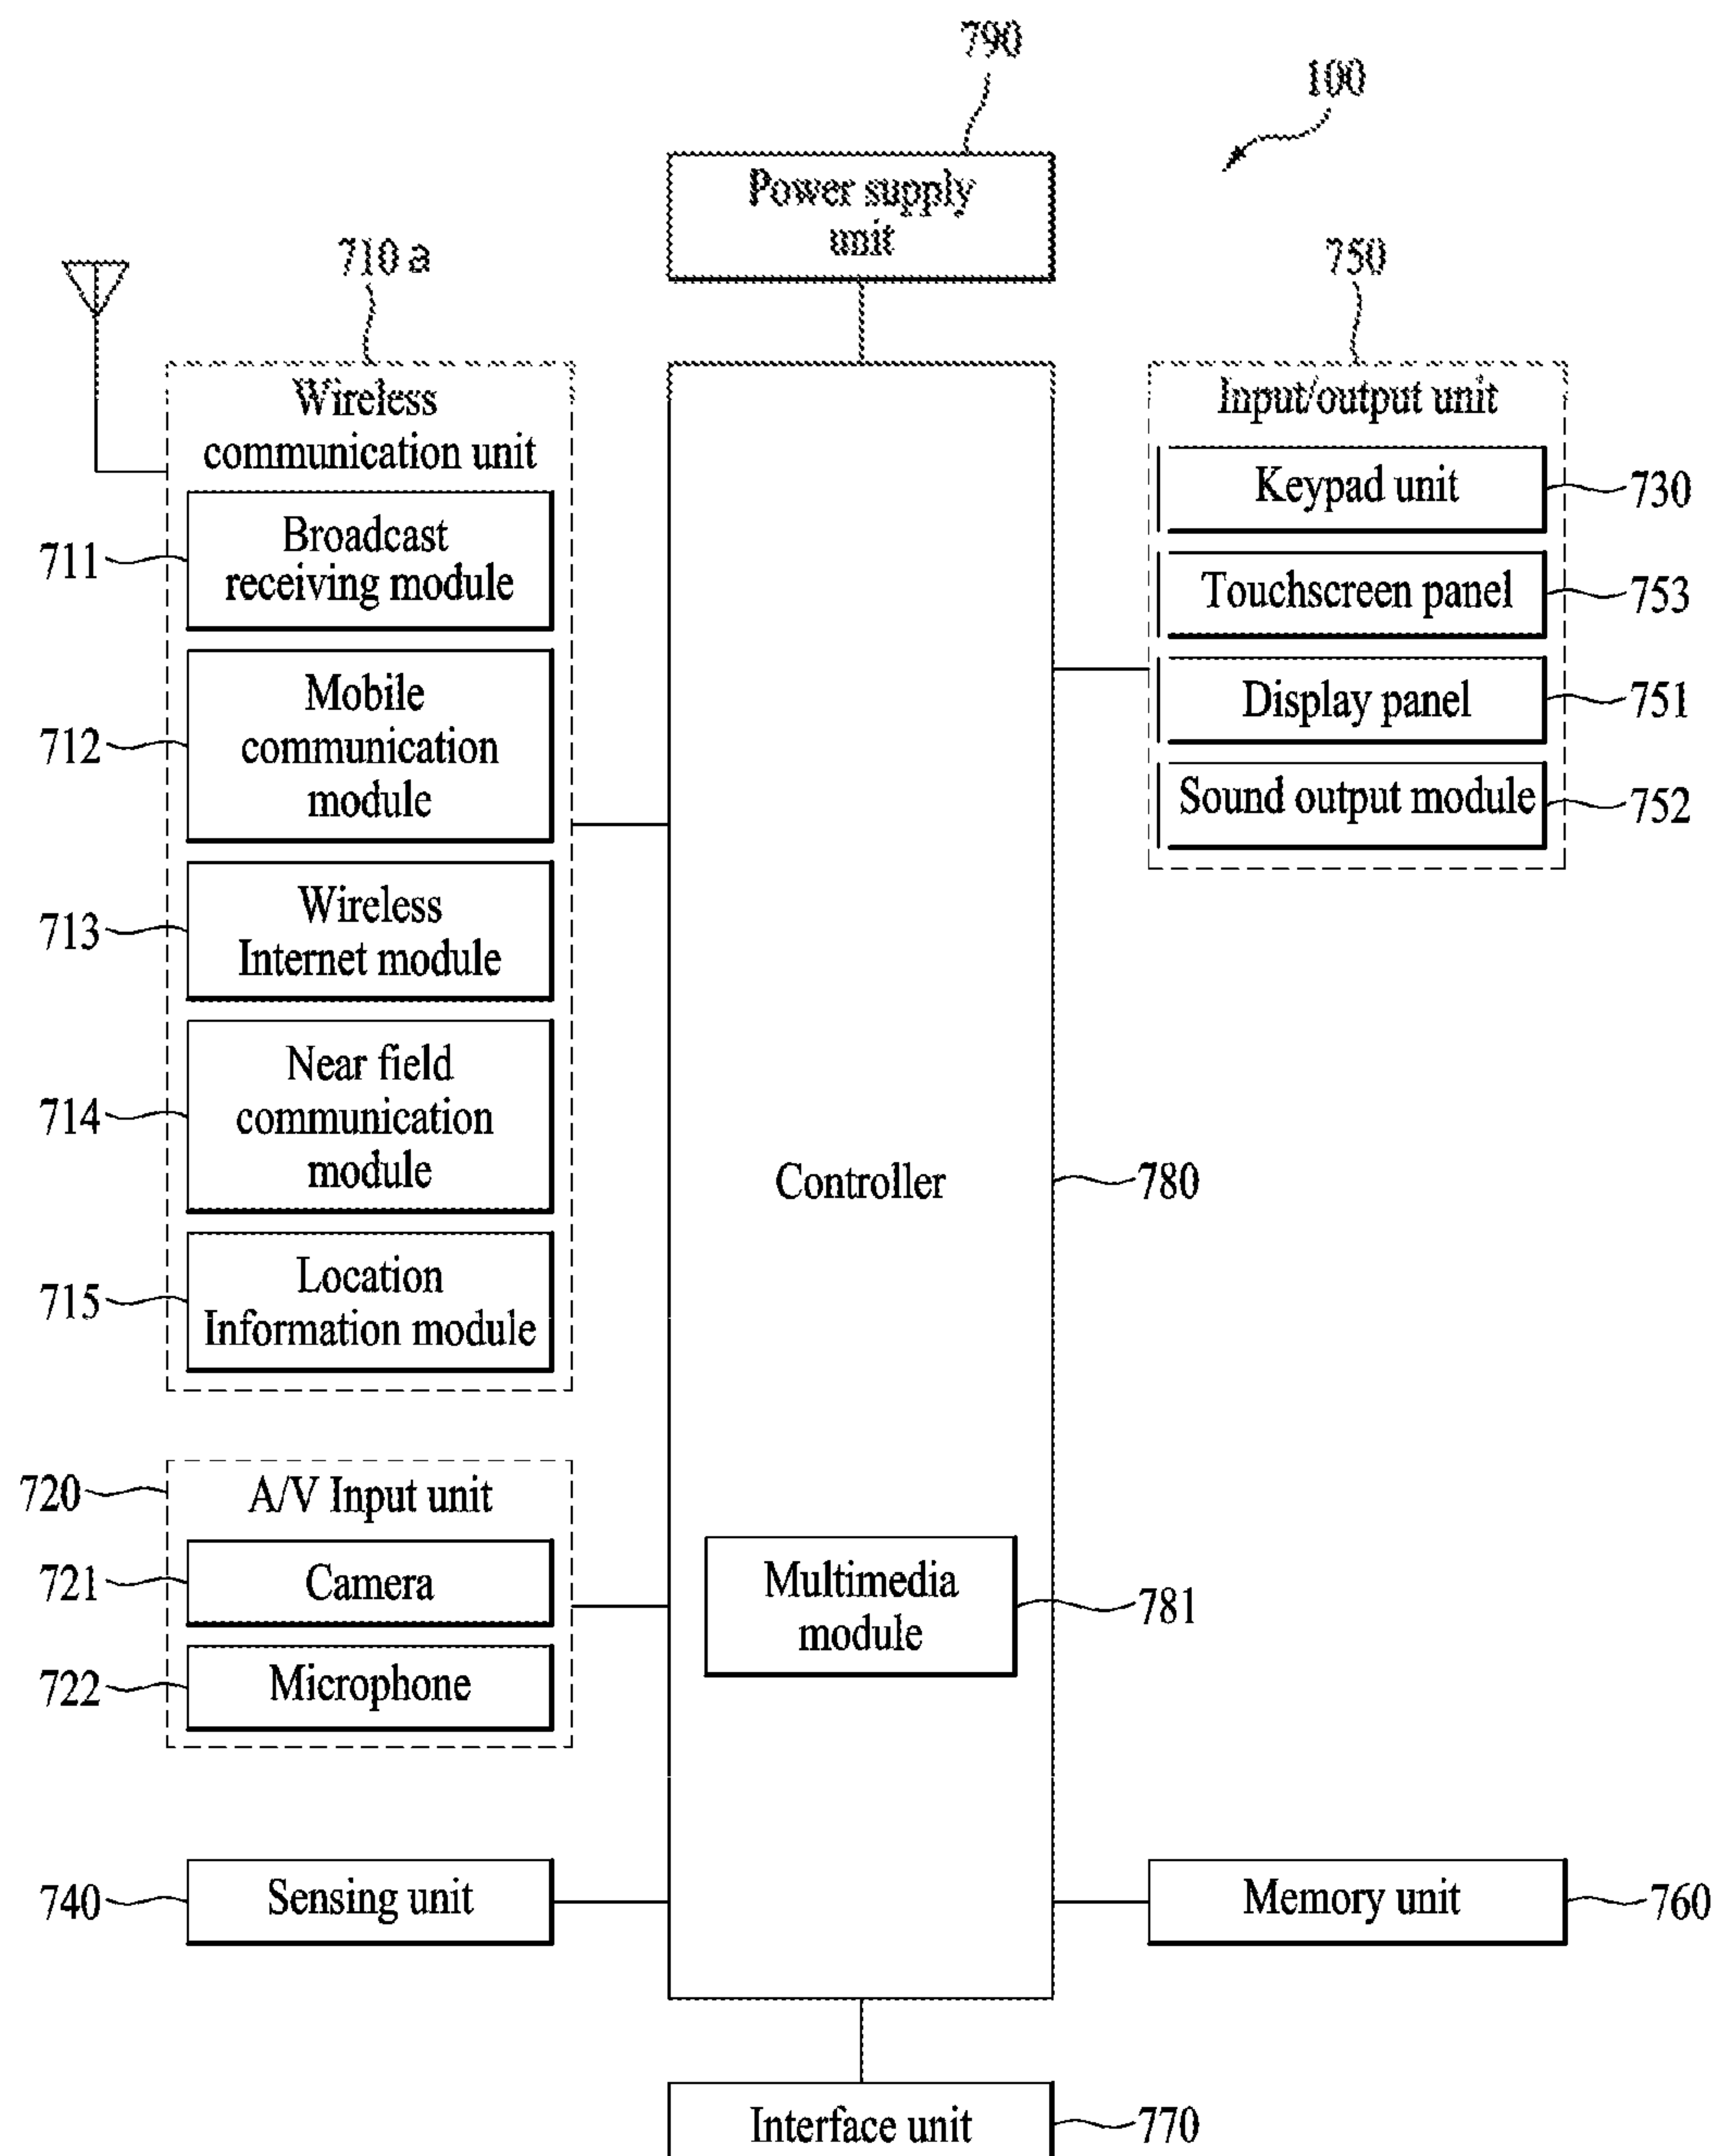 790
100
Power supply
unit
710 a
750
Wireless
communication unit
711
Broadcast
receiving module
712
Mobile
communication
module
713
Wireless
Internet module
714
Near field
communication
module
715
Location
Information module
720
A/V Input unit
721
Camera
722
Microphone
740
Sensing unit
Controller
780
Multimedia
module
781
Input/output unit
Keypad unit
730
Touchscreen panel
753
Display panel
751
Sound output module
752
Memory unit
760
Interface unit
770